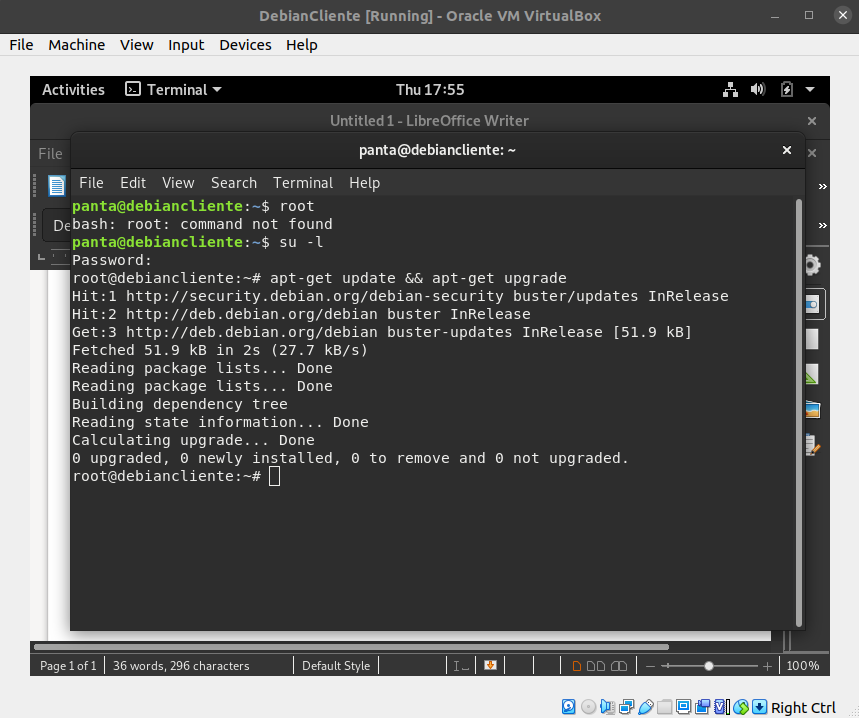 DebianCliente [Running] - Oracle VM VirtualBox
File Machine View Input Devices Help
Activities Terminal Thu 17:55
Untitled 1 - LibreOffice Writer
File
panta@debiancliente: ~
File Edit View Search Terminal Help
De
panta@debiancliente:~$ root
bash: root: command not found
panta@debiancliente:~$ su -l
Password:
root@debiancliente:~# apt-get update && apt-get upgrade
Hit:1 http://security.debian.org/debian-security buster/updates InRelease
Hit:2 http://deb.debian.org/debian buster InRelease
Get:3 http://deb.debian.org/debian buster-updates InRelease [51.9 kB]
Fetched 51.9 kB in 2s (27.7 kB/s)
Reading package lists... Done
Reading package lists... Done
Building dependency tree
Reading state information... Done
Calculating upgrade... Done
0 upgraded, 0 newly installed, 0 to remove and 0 not upgraded.
root@debiancliente:~#
Page 1 of 1 36 words, 296 characters Default Style 100%
Right Ctrl